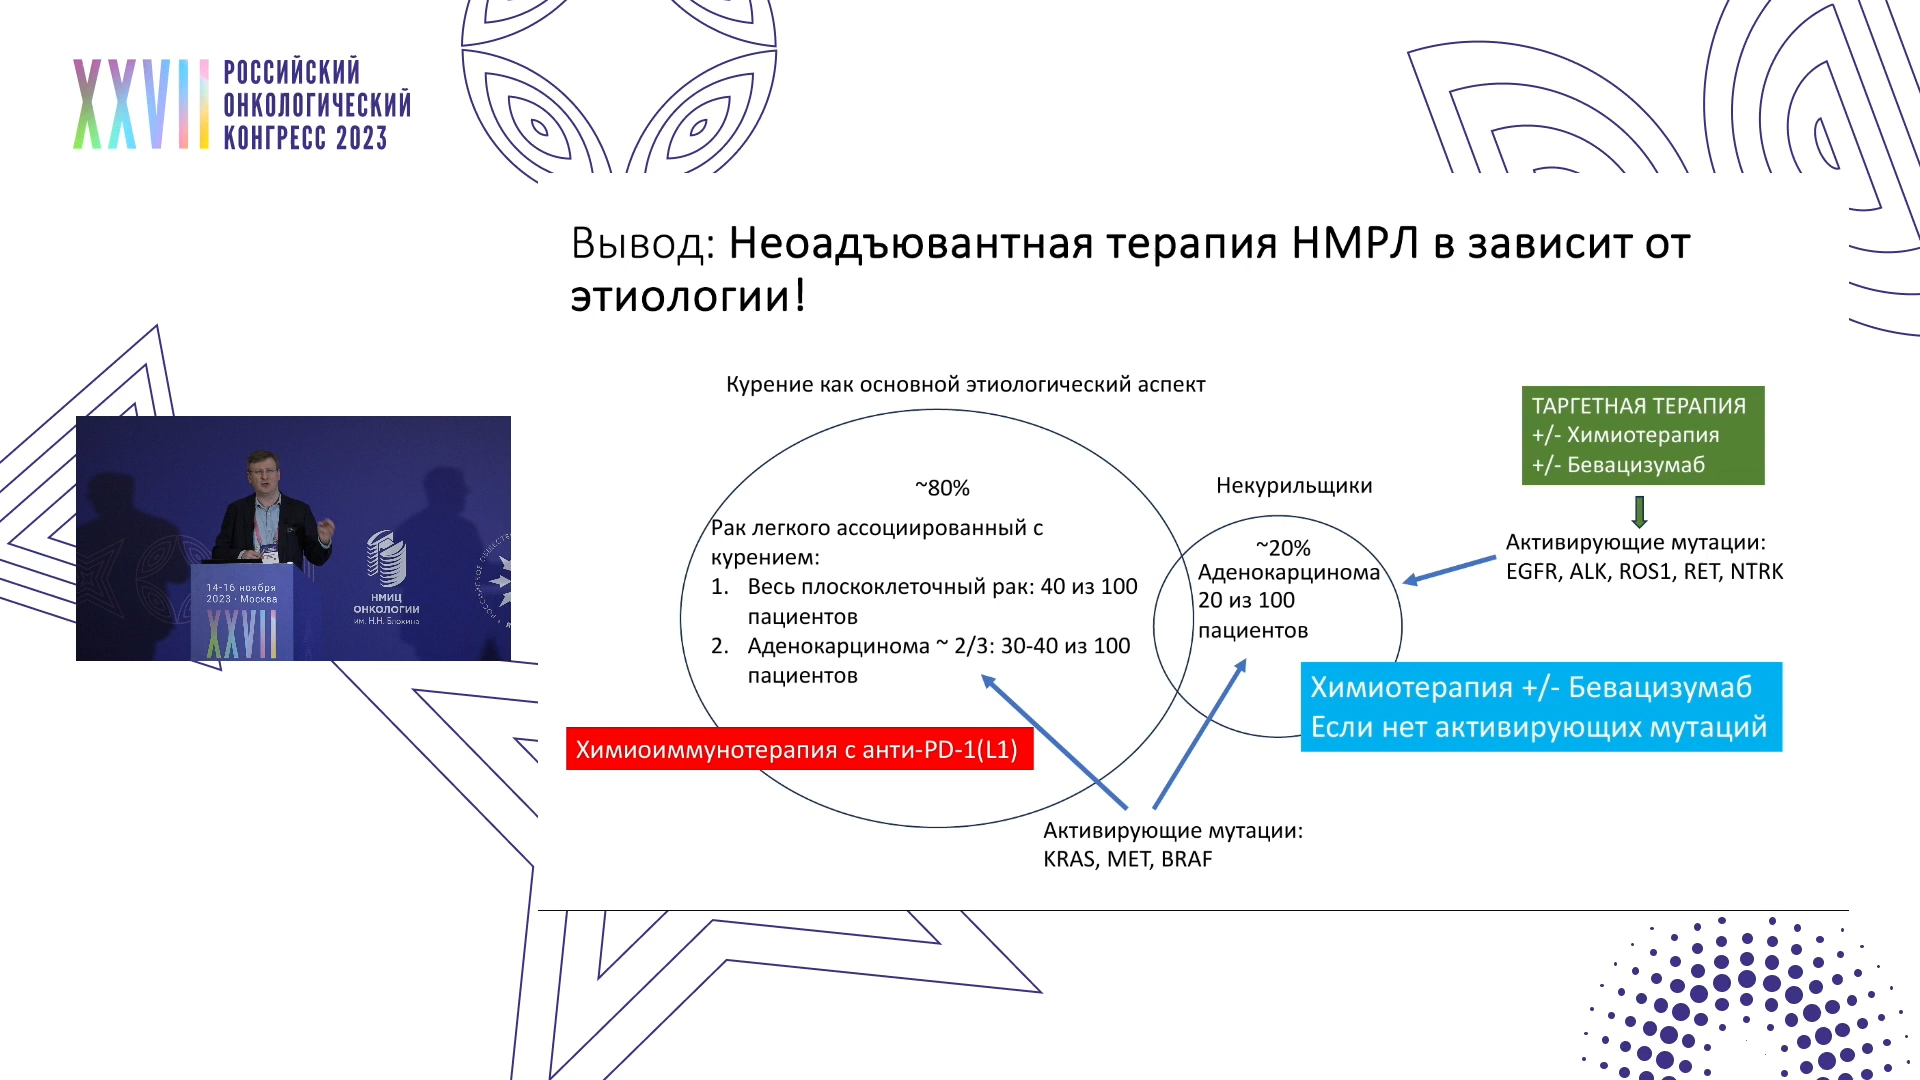 XXVII
РОССИЙСКИЙ
ОНКОЛОГИЧЕСКИЙ
КОНГРЕСС 2023
Вывод: Неоадъювантная терапия НМРЛ в зависит от
этиологии!
Курение как основной этиологический аспект
~80%
Рак легкого ассоциированный с
курением:
1. Весь плоскоклеточный рак: 40 из 100
пациентов
2. Аденокарцинома ~ 2/3: 30-40 из 100
пациентов
Химиоиммунотерапия с анти-PD-1(L1)
Некурильщики
~20%
Аденокарцинома
20 из 100
пациентов
ТАРГЕТНАЯ ТЕРАПИЯ
+/- Химиотерапия
+/- Бевацизумаб
Активирующие мутации:
EGFR, ALK, ROS1, RET, NTRK
Химиотерапия +/- Бевацизумаб
Если нет активирующих мутаций
Активирующие мутации:
KRAS, MET, BRAF
14-16 ноября
2023 · Москва
XXVII
НМИЦ
ОНКОЛОГИИ
им. Н.Н. Блохина